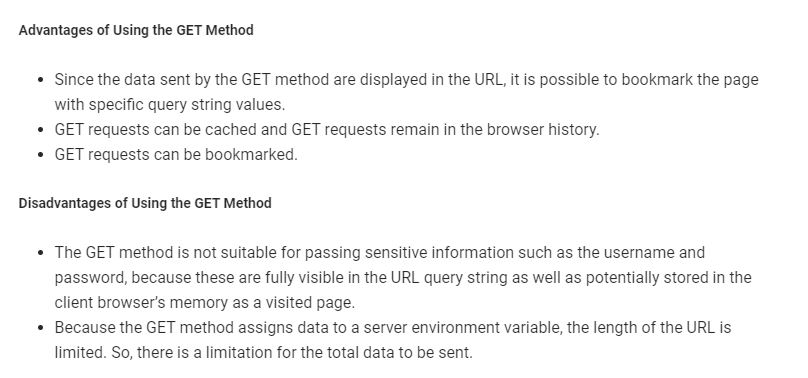 Advantages of Using the GET Method
• Since the data sent by the GET method are displayed in the URL, it is possible to bookmark the page
with specific query string values.
• GET requests can be cached and GET requests remain in the browser history.
• GET requests can be bookmarked.
Disadvantages of Using the GET Method
• The GET method is not suitable for passing sensitive information such as the username and
password, because these are fully visible in the URL query string as well as potentially stored in the
client browser's memory as a visited page.
• Because the GET method assigns data to a server environment variable, the length of the URL is
limited. So, there is a limitation for the total data to be sent.